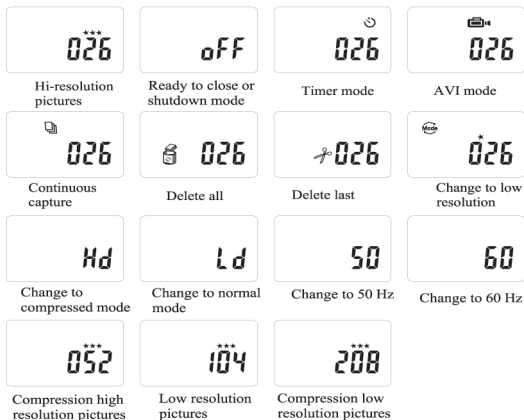 ★★★
026
Hi-resolution
pictures
oFF
Ready to close or
shutdown mode
026
Timer mode
026
AVI mode
026
Continuous
capture
026
Delete all
026
Delete last
Mode
★
026
Change to low
resolution
Hd
Change to
compressed mode
Ld
Change to normal
mode
50
Change to 50 Hz
60
Change to 60 Hz
★★★
052
Compression high
resolution pictures
★★★
104
Low resolution
pictures
★★★
208
Compression low
resolution pictures